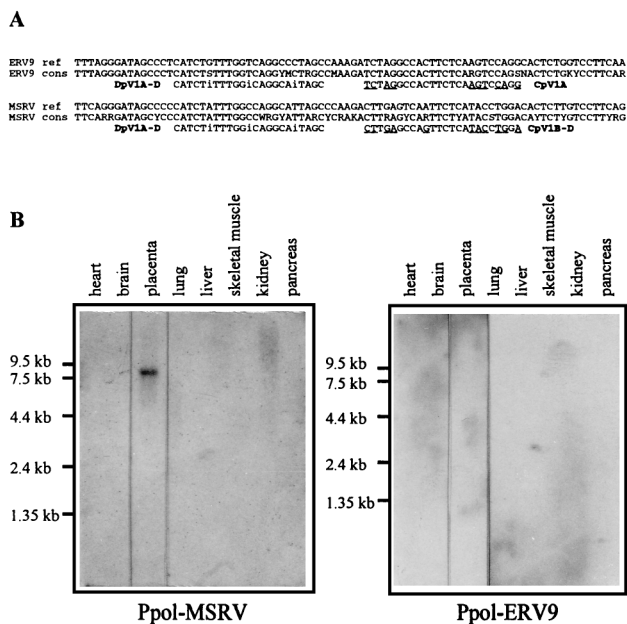 A
ERV9 ref TTTAGGGATAGCCCTCATCTGTTTGGTCAGGCCCTAGCCAAAGATCTAGGCCACTTCTCAAGTCCAGGCACTCTGGTCCTTCAA
ERV9 cons TTTAGGGATAGCCCTCATCTSTTTGGTCAGGYMCTRGCCMAAGATCTAGGCCACTTCTCARGTCCAGSNACTCTGKYCCTTCAR
DpV1A-D CATCTiTTTGGiCAGGCAiTAGC TCTAGGCCACTTCTCAAGTCCAGG CpV1A
MSRV ref TTCAGGGATAGCCCCCATCTATTTGGCCAGGCATTAGCCCAAGACTTGAGTCAATTCTCATACCTGGACACTCTTGTCCTTCAG
MSRV cons TTCARRGATAGCYCCCATCTATTTGGCCWRGYATTARCYCRAKACTTRAGYCARTTCTYATACSTGGACAYTCTYGTCCTTYRG
DpV1A-D CATCTiTTTGGiCAGGCAiTAGC CTTGAGCCAGTTCTCATACCTGGA CpV1B-D
B
heart brain placenta lung liver skeletal muscle kidney pancreas
heart brain placenta lung liver skeletal muscle kidney pancreas
9.5 kb
7.5 kb
4.4 kb
2.4 kb
1.35 kb
9.5 kb
7.5 kb
4.4 kb
2.4 kb
1.35 kb
Ppol-MSRV
Ppol-ERV9